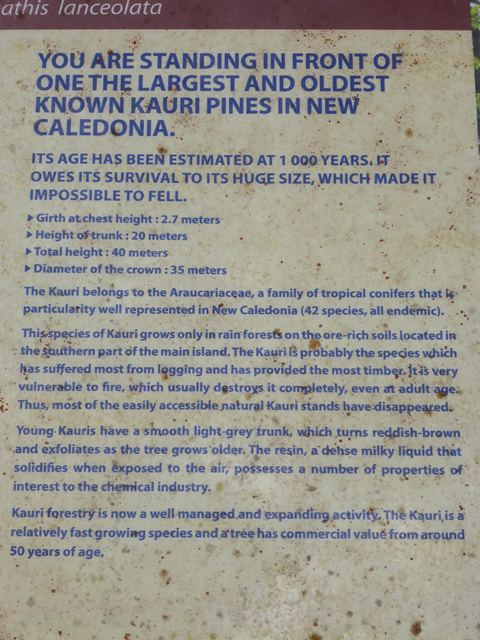 athis lanceolata
YOU ARE STANDING IN FRONT OF
ONE THE LARGEST AND OLDEST
KNOWN KAURI PINES IN NEW
CALEDONIA.
ITS AGE HAS BEEN ESTIMATED AT 1 000 YEARS. IT
OWES ITS SURVIVAL TO ITS HUGE SIZE, WHICH MADE IT
IMPOSSIBLE TO FELL.
▸ Girth at chest height : 2.7 meters
▸ Height of trunk : 20 meters
▸ Total height : 40 meters
▸ Diameter of the crown : 35 meters
The Kauri belongs to the Araucariaceae, a family of tropical conifers that is
particularity well represented in New Caledonia (42 species, all endemic).
This species of Kauri grows only in rain forests on the ore-rich soils located in
the southern part of the main island. The Kauri is probably the species which
has suffered most from logging and has provided the most timber. It is very
vulnerable to fire, which usually destroys it completely, even at adult age.
Thus, most of the easily accessible natural Kauri stands have disappeared.
Young Kauris have a smooth light-grey trunk, which turns reddish-brown
and exfoliates as the tree grows older. The resin, a dense milky liquid that
solidifies when exposed to the air, possesses a number of properties of
interest to the chemical industry.
Kauri forestry is now a well managed and expanding activity. The Kauri is a
relatively fast growing species and a tree has commercial value from around
50 years of age.